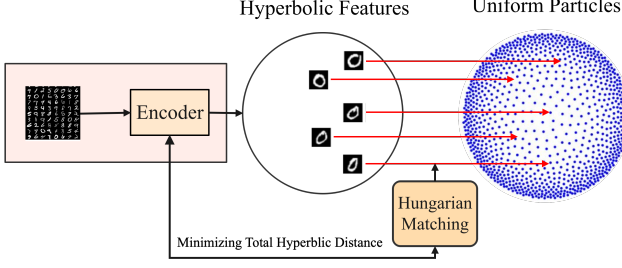 Hyperbolic Features
Uniform Particles
Encoder
Hungarian
Matching
Minimizing Total Hyperblic Distance